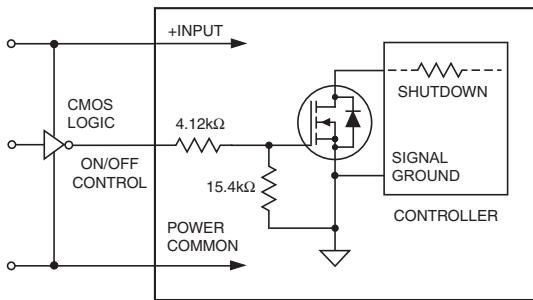 +INPUT
CMOS
LOGIC
4.12kΩ
SHUTDOWN
ON/OFF
CONTROL
15.4kΩ
SIGNAL
GROUND
POWER
COMMON
CONTROLLER